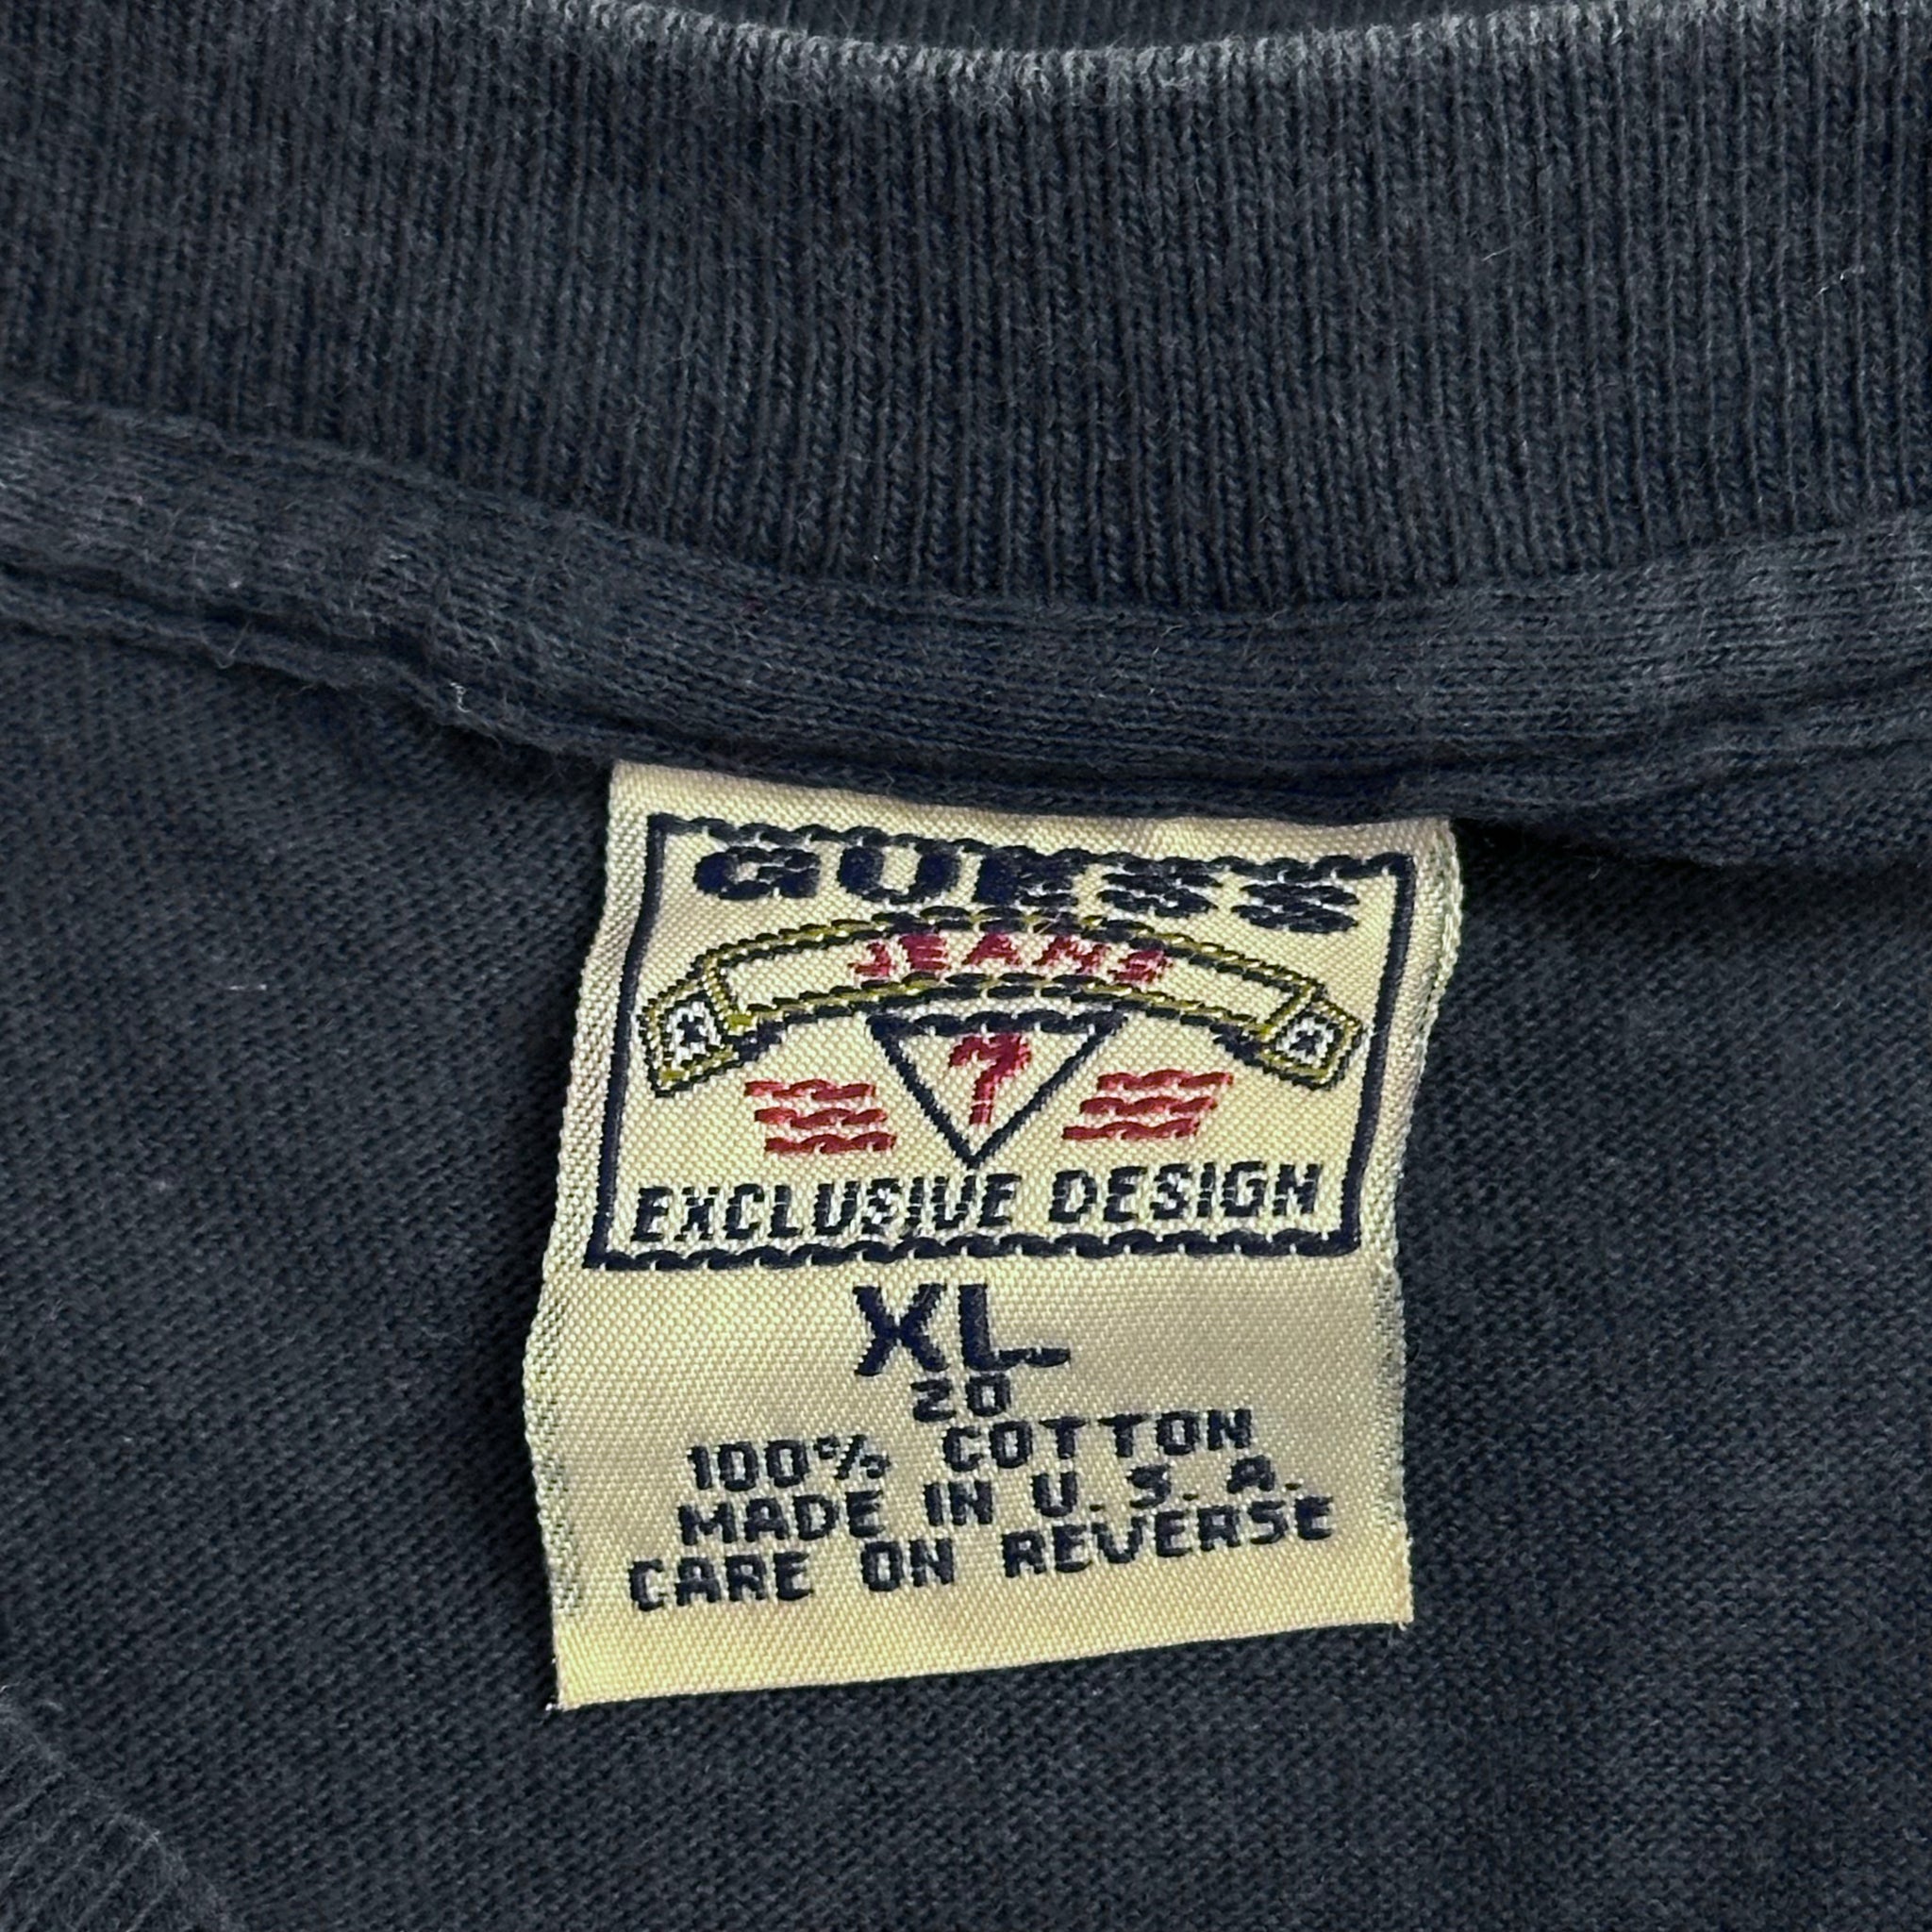 GUESS
JEANS
?
EXCLUSIVE DESIGN
XL
20
100% COTTON
MADE IN U.S.A.
CARE ON REVERSE